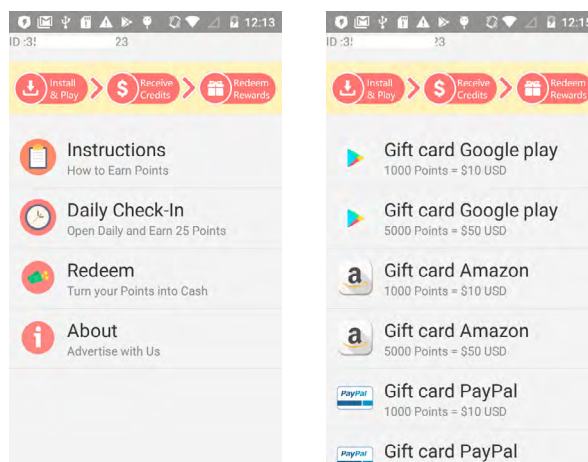 12:13
ID :35 23
Install & Play
Receive Credits
Redeem Rewards
Instructions
How to Earn Points
Daily Check-In
Open Daily and Earn 25 Points
Redeem
Turn your Points into Cash
About
Advertise with Us
12:15
ID :35 23
Install & Play
Receive Credits
Redeem Rewards
Gift card Google play
1000 Points = $10 USD
Gift card Google play
5000 Points = $50 USD
a
Gift card Amazon
1000 Points = $10 USD
a
Gift card Amazon
5000 Points = $50 USD
PayPal
Gift card PayPal
1000 Points = $10 USD
PayPal
Gift card PayPal